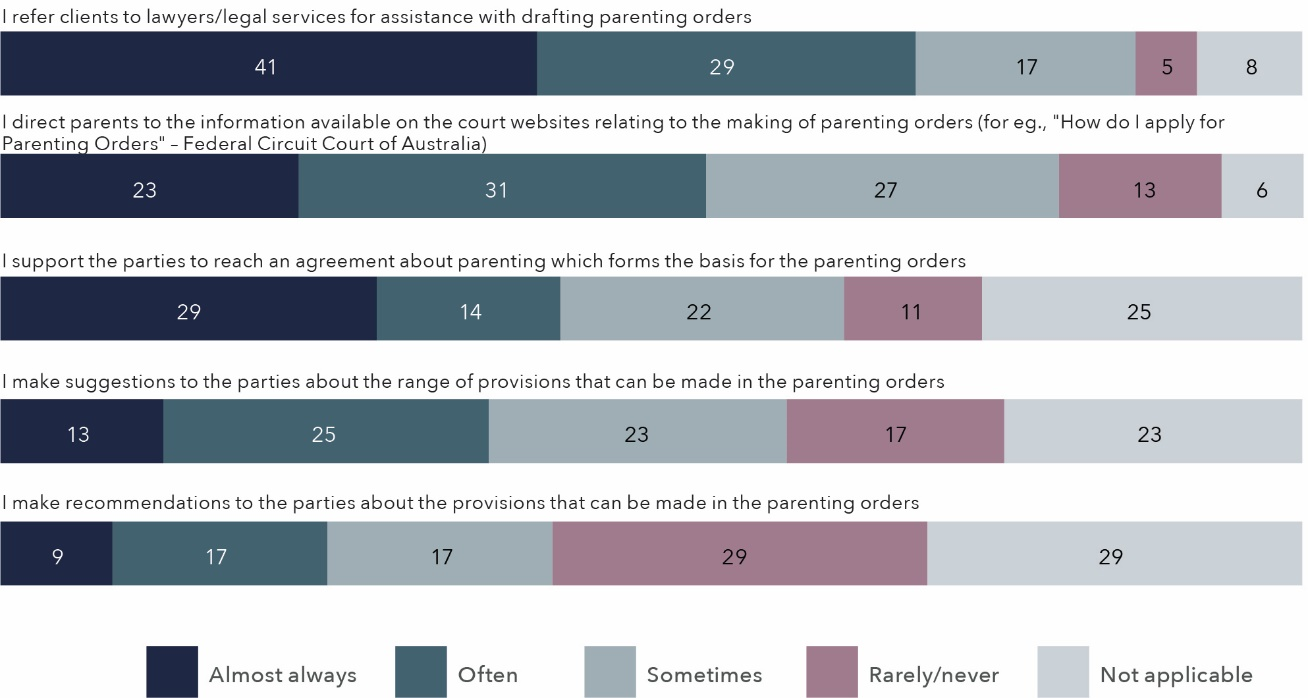 I refer clients to lawyers/legal services for assistance with drafting parenting orders
41 29 17 5 8
I direct parents to the information available on the court websites relating to the making of parenting orders (for eg., "How do I apply for
Parenting Orders" – Federal Circuit Court of Australia)
23 31 27 13 6
I support the parties to reach an agreement about parenting which forms the basis for the parenting orders
29 14 22 11 25
I make suggestions to the parties about the range of provisions that can be made in the parenting orders
13 25 23 17 23
I make recommendations to the parties about the provisions that can be made in the parenting orders
9 17 17 29 29
Almost always Often Sometimes Rarely/never Not applicable